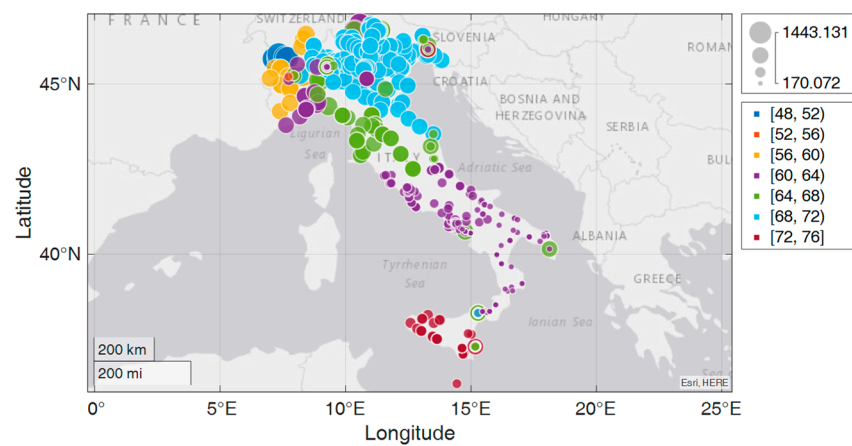 FRANCE
SWITZERLAND
HUNGARY
SLOVENIA
ROMAN
CROATIA
BOSNIA AND
HERZEGOVINA
SERBIA
Ligurian
Sea
ITALY
Adriatic Sea
BUL
ALBANIA
Tyrrhenian
Sea
GREECE
Ionian Sea
200 km
200 mi
Esri, HERE
45°N
40°N
Latitude
0°
5°E
10°E
15°E
20°E
25°E
Longitude
1443.131
170.072
[48, 52)
[52, 56)
[56, 60)
[60, 64)
[64, 68)
[68, 72)
[72, 76]